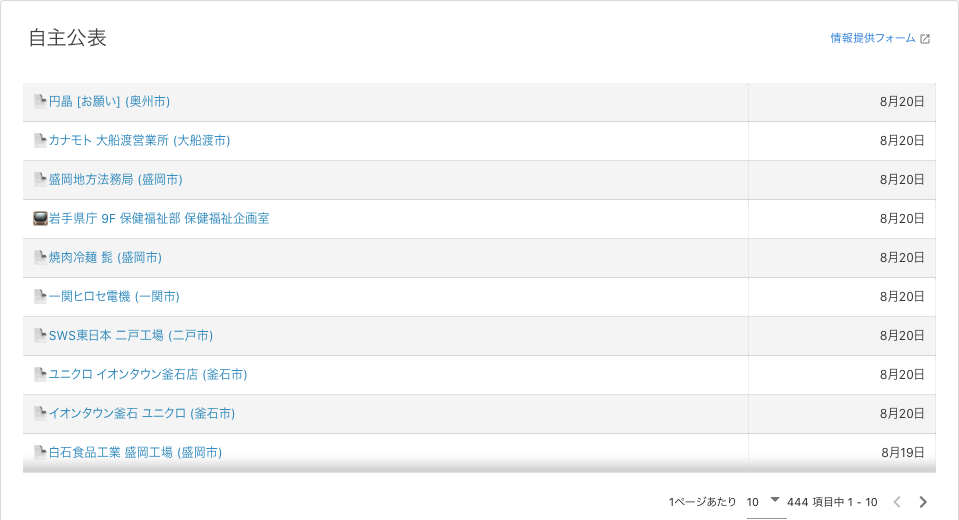 自主公表
情報提供フォーム
円晶 [お願い] (奥州市) 8月20日
カナモト 大船渡営業所 (大船渡市) 8月20日
盛岡地方法務局 (盛岡市) 8月20日
岩手県庁 9F 保健福祉部 保健福祉企画室 8月20日
焼肉冷麺 髭 (盛岡市) 8月20日
一関ヒロセ電機 (一関市) 8月20日
SWS東日本 二戸工場 (二戸市) 8月20日
ユニクロ イオンタウン釜石店 (釜石市) 8月20日
イオンタウン釜石 ユニクロ (釜石市) 8月20日
白石食品工業 盛岡工場 (盛岡市) 8月19日
1ページあたり 10 444 項目中 1 - 10